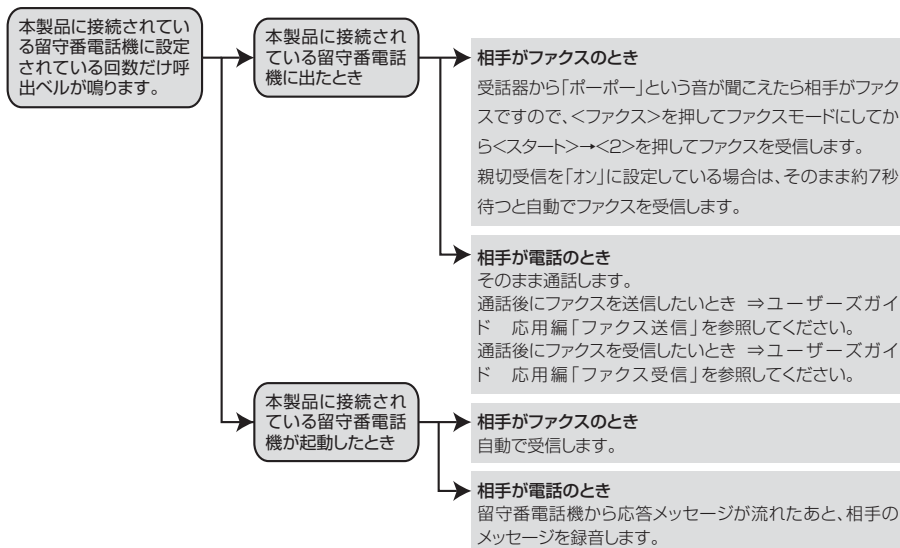 本製品に接続されてい
る留守番電話機に設定
されている回数だけ呼
出ベルが鳴ります。
本製品に接続され
ている留守番電話
機に出たとき
相手がファクスのとき
受話器から「ポーポー」という音が聞こえたら相手がファク
スですので、<ファクス>を押してファクスモードにしてか
ら<スタート>→<2>を押してファクスを受信します。
親切受信を「オン」に設定している場合は、そのまま約7秒
待つと自動でファクスを受信します。
相手が電話のとき
そのまま通話します。
通話後にファクスを送信したいとき ⇒ユーザーズガイ
ド 応用編「ファクス送信」を参照してください。
通話後にファクスを受信したいとき ⇒ユーザーズガイ
ド 応用編「ファクス受信」を参照してください。
本製品に接続され
ている留守番電話
機が起動したとき
相手がファクスのとき
自動で受信します。
相手が電話のとき
留守番電話機から応答メッセージが流れたあと、相手の
メッセージを録音します。